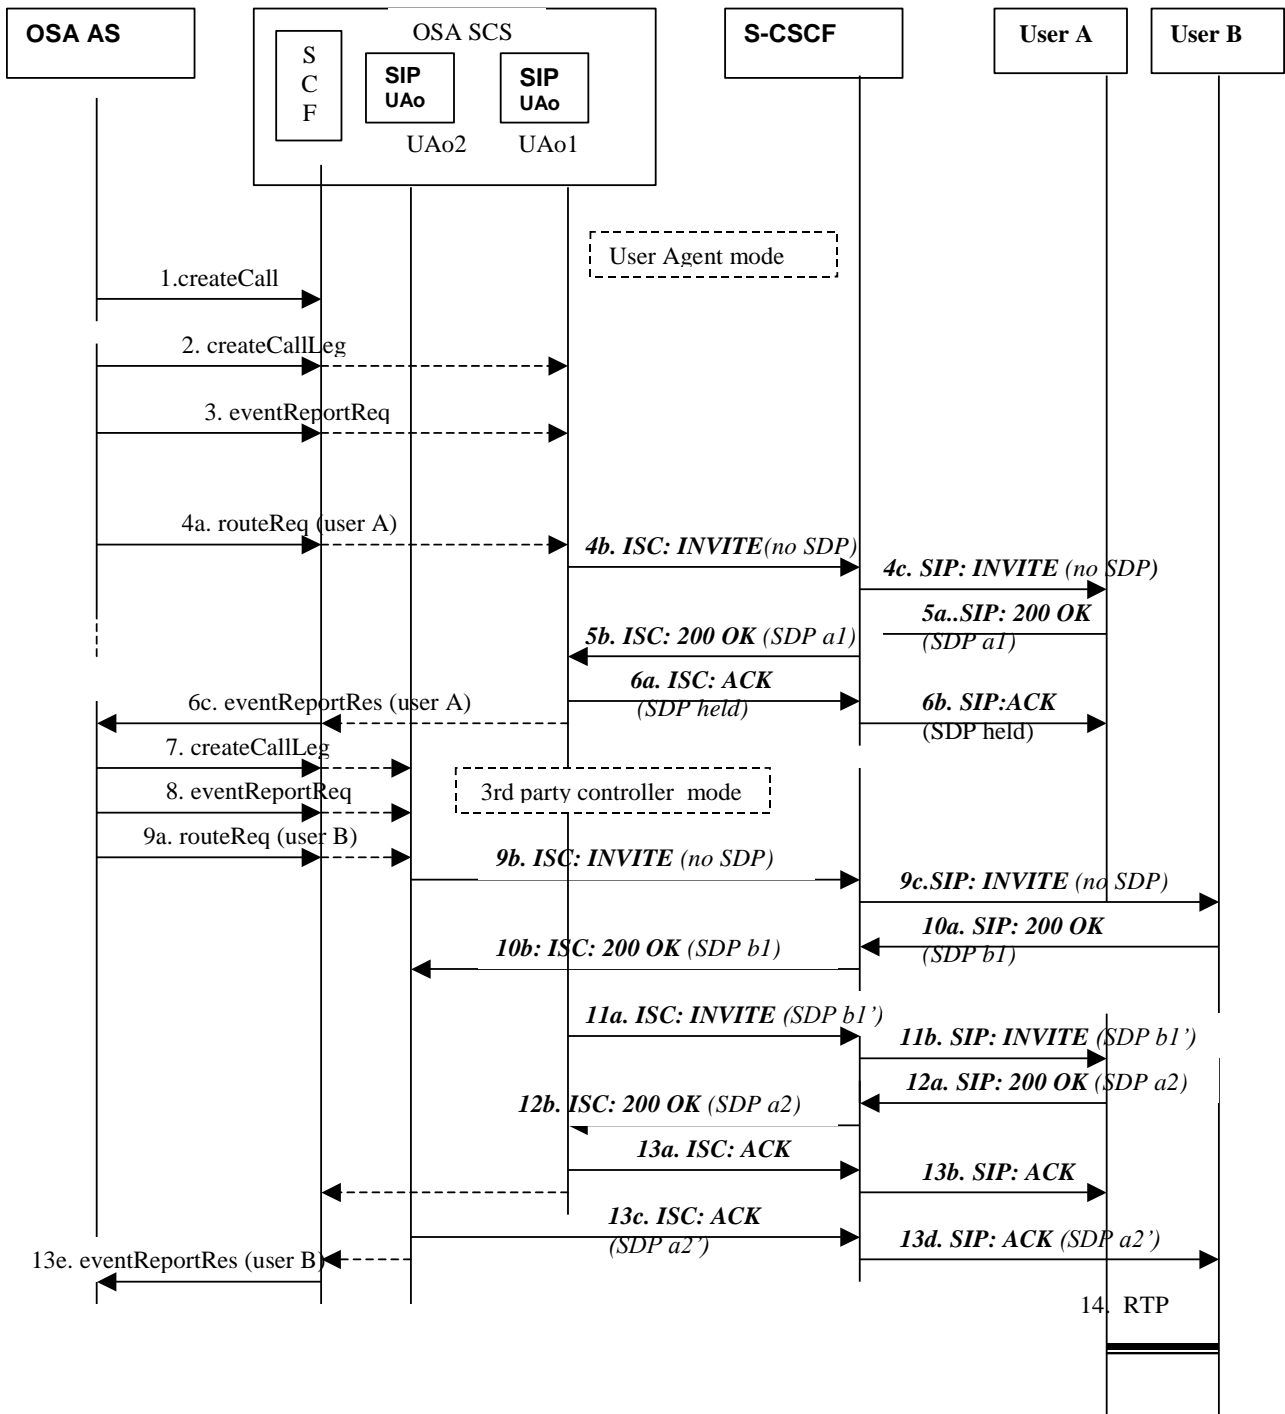 OSA AS
OSA SCS
S-CSCF
User A
User B
S
C
F
SIP
UAo
SIP
UAo
UAo2
UAo1
User Agent mode
1.createCall
2. createCallLeg
3. eventReportReq
4a. routeReq (user A)
4b. ISC: INVITE(no SDP)
4c. SIP: INVITE (no SDP)
5a..SIP: 200 OK
(SDP a1)
5b. ISC: 200 OK (SDP a1)
6a. ISC: ACK
(SDP held)
6b. SIP:ACK
(SDP held)
6c. eventReportRes (user A)
7. createCallLeg
8. eventReportReq
3rd party controller  mode
9a. routeReq (user B)
9b. ISC: INVITE (no SDP)
9c.SIP: INVITE (no SDP)
10a. SIP: 200 OK
(SDP b1)
10b: ISC: 200 OK (SDP b1)
11a. ISC: INVITE (SDP b1’)
11b. SIP: INVITE (SDP b1’)
12a. SIP: 200 OK (SDP a2)
12b. ISC: 200 OK (SDP a2)
13a. ISC: ACK
13b. SIP: ACK
13c. ISC: ACK
(SDP a2’)
13d. SIP: ACK (SDP a2’)
13e. eventReportRes (user B)
14.  RTP